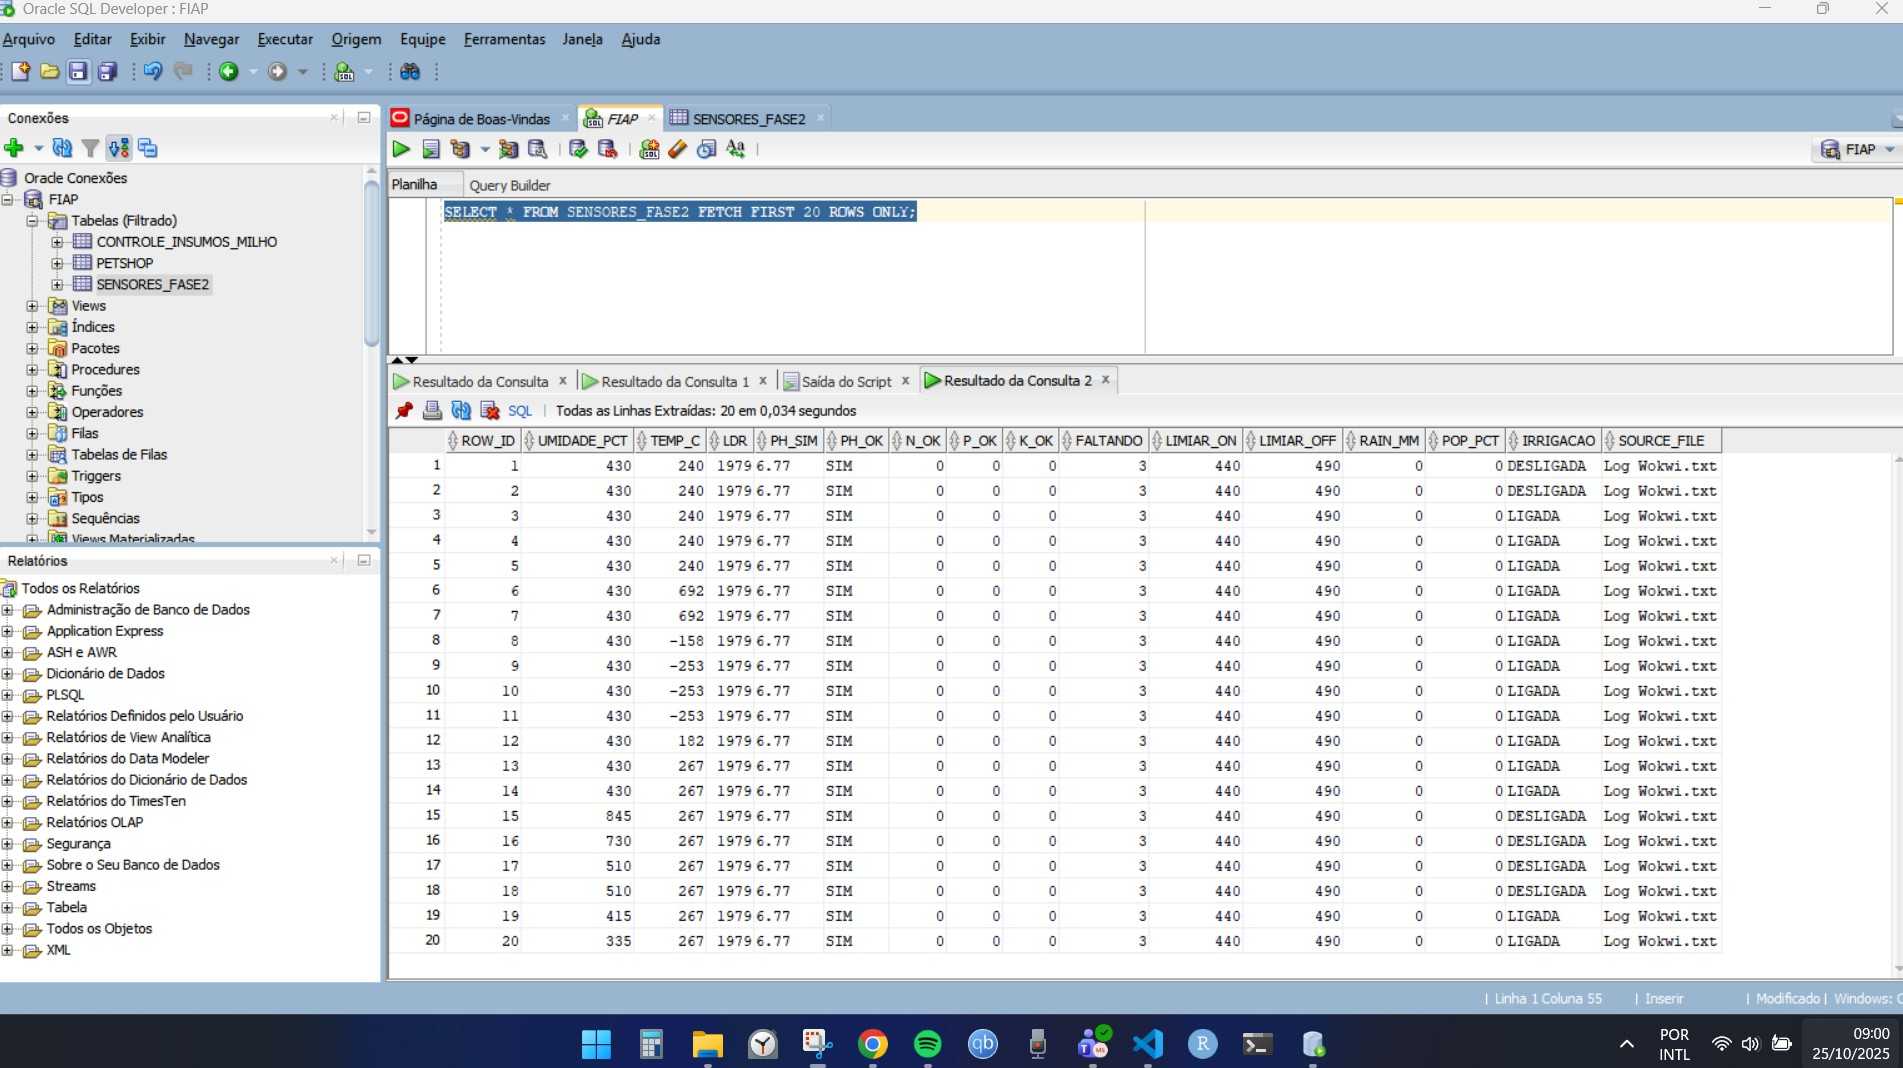 Oracle SQL Developer : FIAP
Arquivo Editar Exibir Navegar Executar Origem Equipe Ferramentas Janela Ajuda
Conexões
Oracle Conexões
FIAP
Tabelas (Filtrado)
CONTROLE_INSUMOS_MILHO
PETSHOP
SENSORES_FASE2
Views
Índices
Pacotes
Procedures
Funções
Operadores
Filas
Tabelas de Filas
Triggers
Tipos
Sequências
Views Materializadas
Relatórios
Todos os Relatórios
Administração de Banco de Dados
Application Express
ASH e AWR
Dicionário de Dados
PLSQL
Relatórios Definidos pelo Usuário
Relatórios de View Analítica
Relatórios do Data Modeler
Relatórios do Dicionário de Dados
Relatórios do TimesTen
Relatórios OLAP
Segurança
Sobre o Seu Banco de Dados
Streams
Tabela
Todos os Objetos
XML
Página de Boas-Vindas FIAP SENSORES_FASE2
FIAP
Planilha Query Builder
SELECT * FROM SENSORES_FASE2 FETCH FIRST 20 ROWS ONLY;
Resultado da Consulta Resultado da Consulta 1 Saída do Script Resultado da Consulta 2
SQL Todas as Linhas Extraídas: 20 em 0,034 segundos
ROW_ID UMIDADE_PCT TEMP_C LDR PH_SIM PH_OK N_OK P_OK K_OK FALTANDO LIMIAR_ON LIMIAR_OFF RAIN_MM POP_PCT IRRIGACAO SOURCE_FILE
1 1 430 240 1979 6.77 SIM 0 0 0 3 440 490 0 0 DESLIGADA Log Wokwi.txt
2 2 430 240 1979 6.77 SIM 0 0 0 3 440 490 0 0 DESLIGADA Log Wokwi.txt
3 3 430 240 1979 6.77 SIM 0 0 0 3 440 490 0 0 LIGADA Log Wokwi.txt
4 4 430 240 1979 6.77 SIM 0 0 0 3 440 490 0 0 LIGADA Log Wokwi.txt
5 5 430 240 1979 6.77 SIM 0 0 0 3 440 490 0 0 LIGADA Log Wokwi.txt
6 6 430 692 1979 6.77 SIM 0 0 0 3 440 490 0 0 LIGADA Log Wokwi.txt
7 7 430 692 1979 6.77 SIM 0 0 0 3 440 490 0 0 LIGADA Log Wokwi.txt
8 8 430 -158 1979 6.77 SIM 0 0 0 3 440 490 0 0 LIGADA Log Wokwi.txt
9 9 430 -253 1979 6.77 SIM 0 0 0 3 440 490 0 0 LIGADA Log Wokwi.txt
10 10 430 -253 1979 6.77 SIM 0 0 0 3 440 490 0 0 LIGADA Log Wokwi.txt
11 11 430 -253 1979 6.77 SIM 0 0 0 3 440 490 0 0 LIGADA Log Wokwi.txt
12 12 430 182 1979 6.77 SIM 0 0 0 3 440 490 0 0 LIGADA Log Wokwi.txt
13 13 430 267 1979 6.77 SIM 0 0 0 3 440 490 0 0 LIGADA Log Wokwi.txt
14 14 430 267 1979 6.77 SIM 0 0 0 3 440 490 0 0 LIGADA Log Wokwi.txt
15 15 845 267 1979 6.77 SIM 0 0 0 3 440 490 0 0 DESLIGADA Log Wokwi.txt
16 16 730 267 1979 6.77 SIM 0 0 0 3 440 490 0 0 DESLIGADA Log Wokwi.txt
17 17 510 267 1979 6.77 SIM 0 0 0 3 440 490 0 0 DESLIGADA Log Wokwi.txt
18 18 510 267 1979 6.77 SIM 0 0 0 3 440 490 0 0 DESLIGADA Log Wokwi.txt
19 19 415 267 1979 6.77 SIM 0 0 0 3 440 490 0 0 LIGADA Log Wokwi.txt
20 20 335 267 1979 6.77 SIM 0 0 0 3 440 490 0 0 LIGADA Log Wokwi.txt
Linha 1 Coluna 55 Inserir Modificado Windows: C
POR
INTL
09:00
25/10/2025